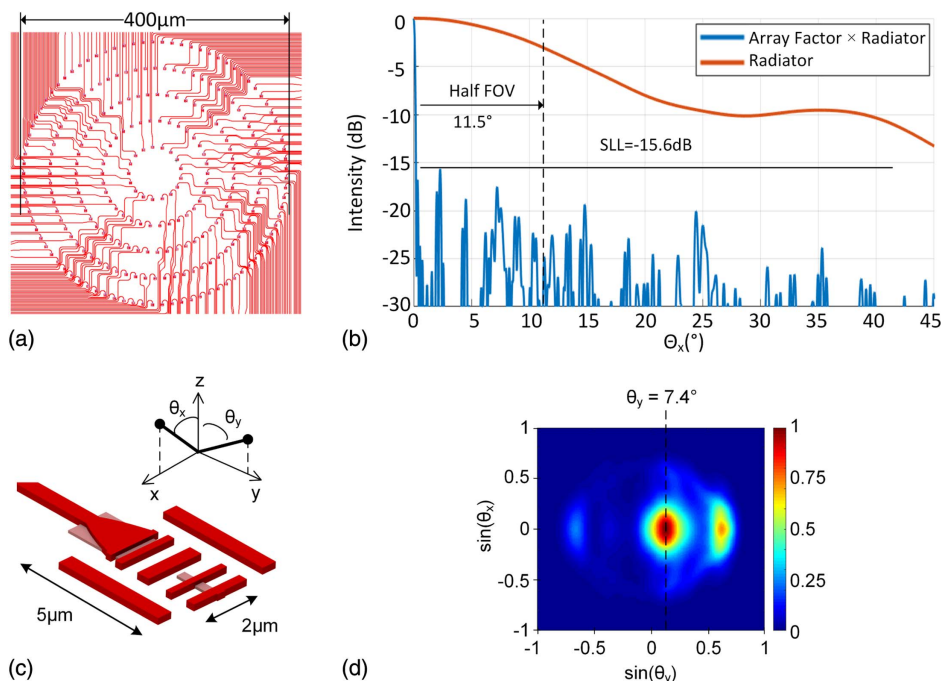 400μm
(a)
0
-5
-10
-15
-20
-25
-30
Intensity (dB)
Array Factor × Radiator
Radiator
Half FOV
11.5°
SLL=-15.6dB
0 5 10 15 20 25 30 35 40 45
Θx(°)
(b)
z
θx
θy
x
y
5μm
2μm
(c)
θy = 7.4°
1
0.5
0
-0.5
-1
sin(θx)
-1 -0.5 0 0.5 1
sin(θy)
1
0.75
0.5
0.25
0
(d)